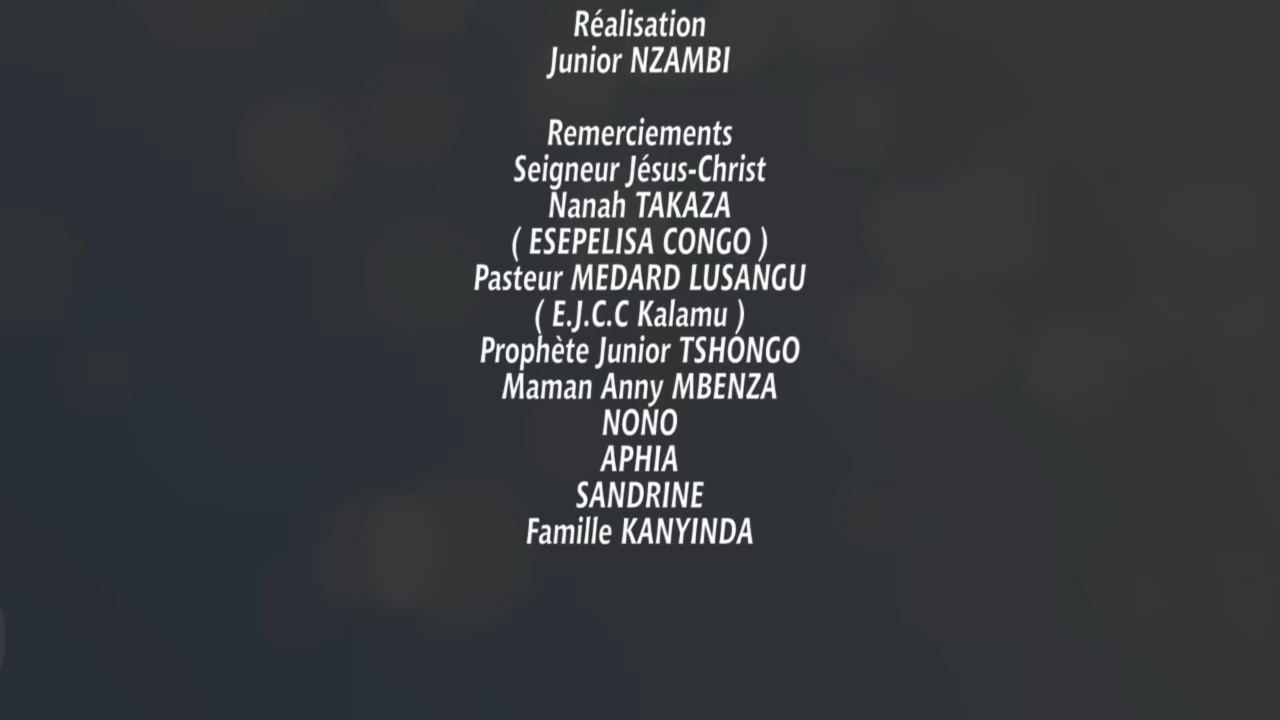 Réalisation
Junior NZAMBI
Remerciements
Seigneur Jésus-Christ
Nanah TAKAZA
( ESEPELISA CONGO )
Pasteur MEDARD LUSANGU
( E.J.C.C Kalamu )
Prophète Junior TSHONGO
Maman Anny MBENZA
NONO
APHIA
SANDRINE
Famille KANYINDA